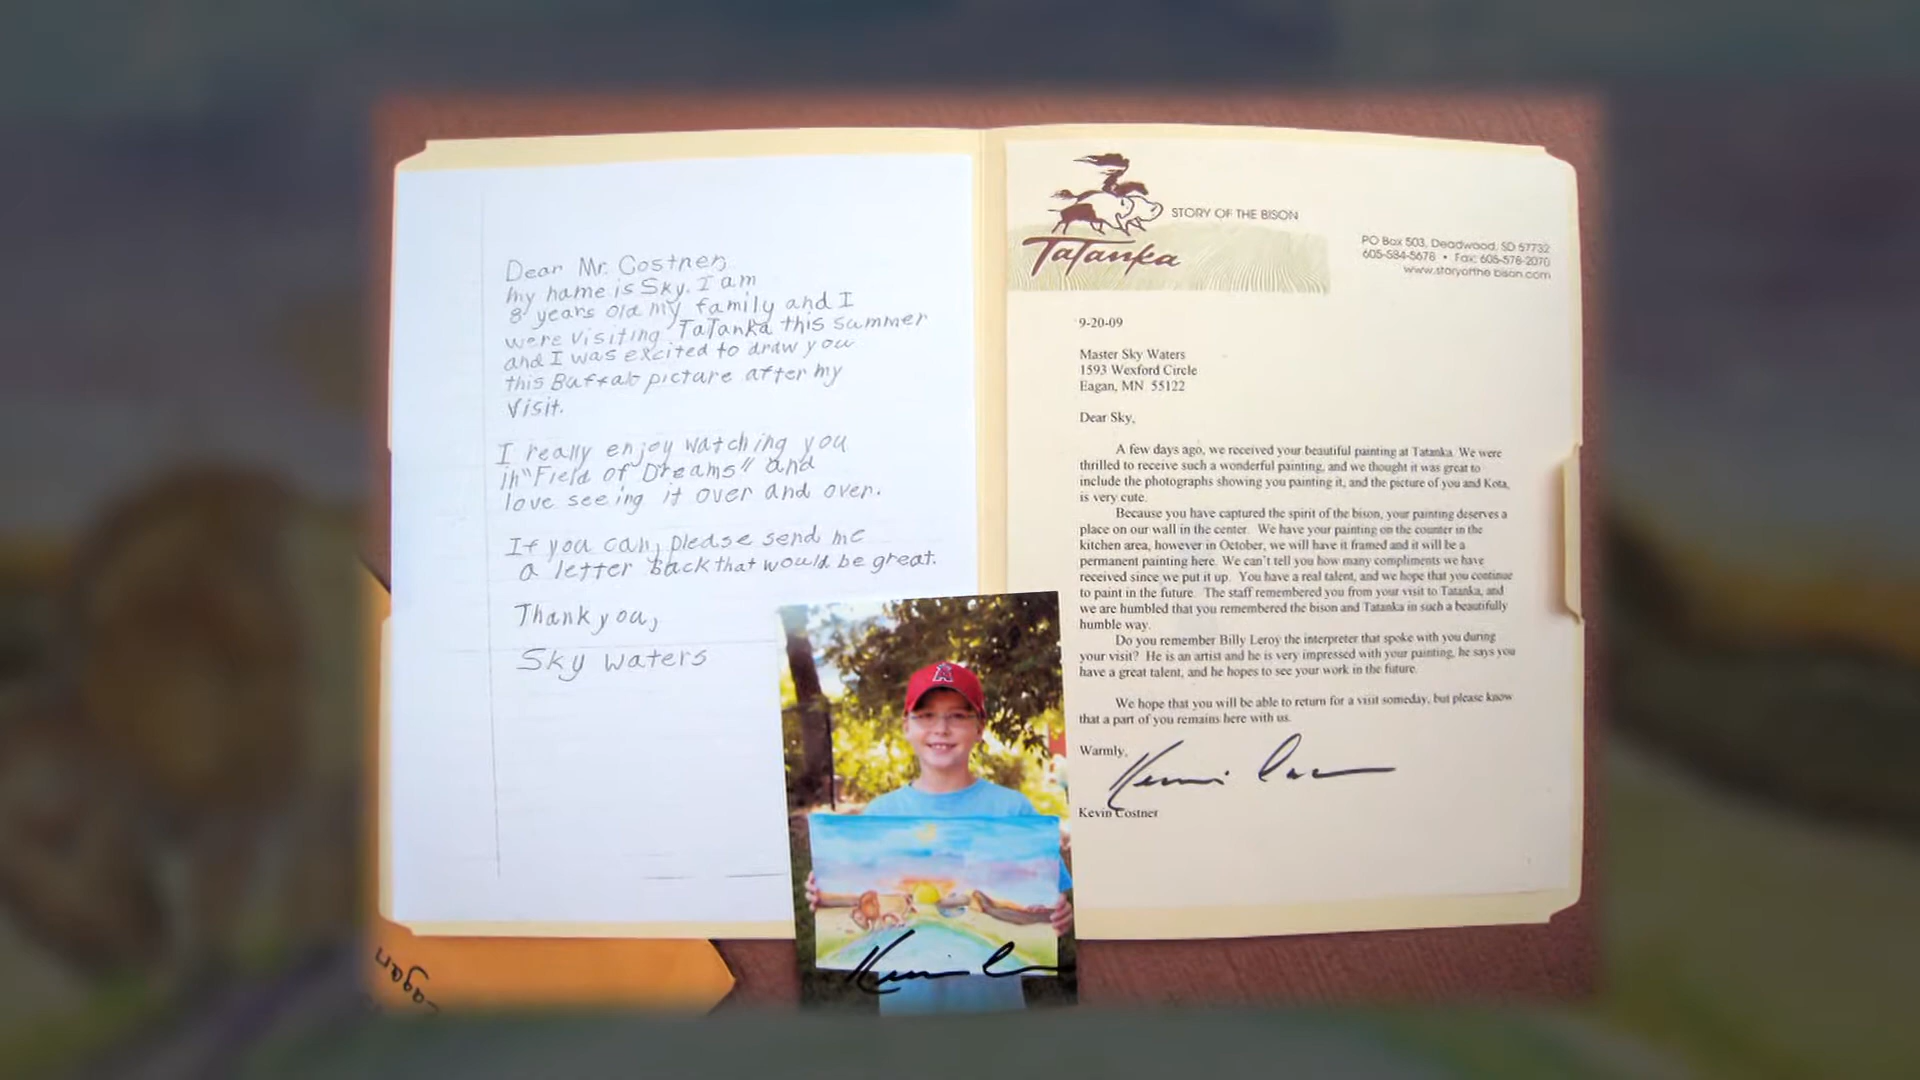 Dear Mr. Costner,
my name is Sky. I am
8 years old my family and I
were visiting TaTanka this summer
and I was excited to draw you
this Buffalo picture after my
Visit.
I really enjoy watching you
in "Field of Dreams" and
love seeing it over and over.
If you can, please send me
a letter back that would be great.
Thank you,
Sky waters
STORY OF THE BISON
TaTanka
PO Box 503, Deadwood, SD 57732
605-584-5678 • Fax: 605-578-2070
www.storyofthe bison.com
9-20-09
Master Sky Waters
1593 Wexford Circle
Eagan, MN 55122
Dear Sky,
A few days ago, we received your beautiful painting at Tatanka. We were
thrilled to receive such a wonderful painting, and we thought it was great to
include the photographs showing you painting it, and the picture of you and Kota,
is very cute.
Because you have captured the spirit of the bison, your painting deserves a
place on our wall in the center. We have your painting on the counter in the
kitchen area, however in October, we will have it framed and it will be a
permanent painting here. We can't tell you how many compliments we have
received since we put it up. You have a real talent, and we hope that you continue
to paint in the future. The staff remembered you from your visit to Tatanka, and
we are humbled that you remembered the bison and Tatanka in such a beautifully
humble way.
Do you remember Billy Leroy the interpreter that spoke with you during
your visit? He is an artist and he is very impressed with your painting, he says you
have a great talent, and he hopes to see your work in the future.
We hope that you will be able to return for a visit someday, but please know
that a part of you remains here with us.
Warmly,
Kevin Costner
A